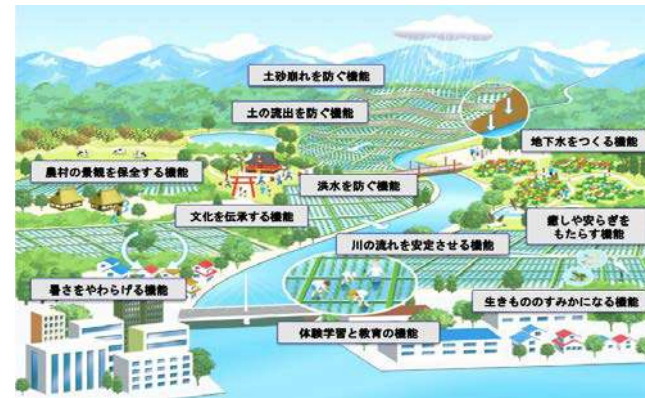 土砂崩れを防ぐ機能
土の流出を防ぐ機能
地下水をつくる機能
農村の景観を保全する機能
洪水を防ぐ機能
文化を伝承する機能
癒しや安らぎを
もたらす機能
川の流れを安定させる機能
暑さをやわらげる機能
生きもののすみかになる機能
体験学習と教育の機能